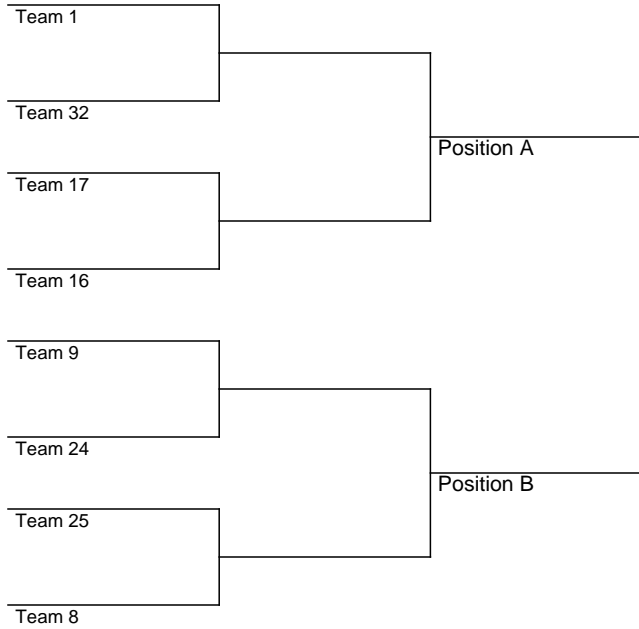 Team 1
Team 32
Position A
Team 17
Team 16
Team 9
Team 24
Position B
Team 25
Team 8